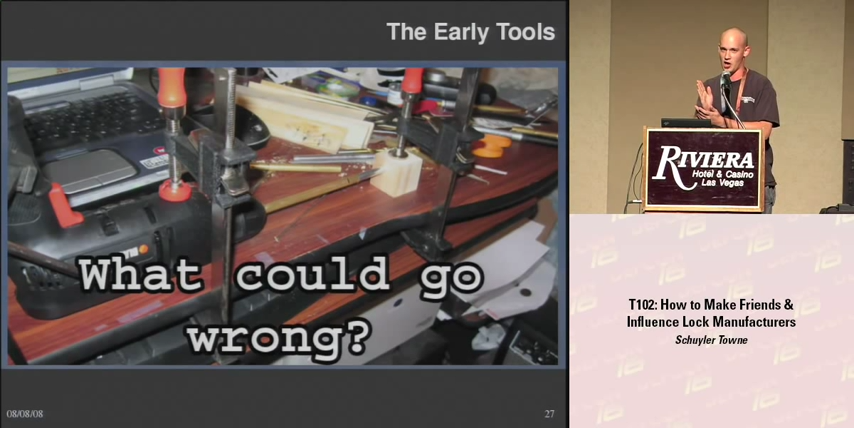 The Early Tools
What could go
wrong?
08/08/08
27
RIVIERA
Hotel & Casino
Las Vegas
T102: How to Make Friends &
Influence Lock Manufacturers
Schuyler Towne